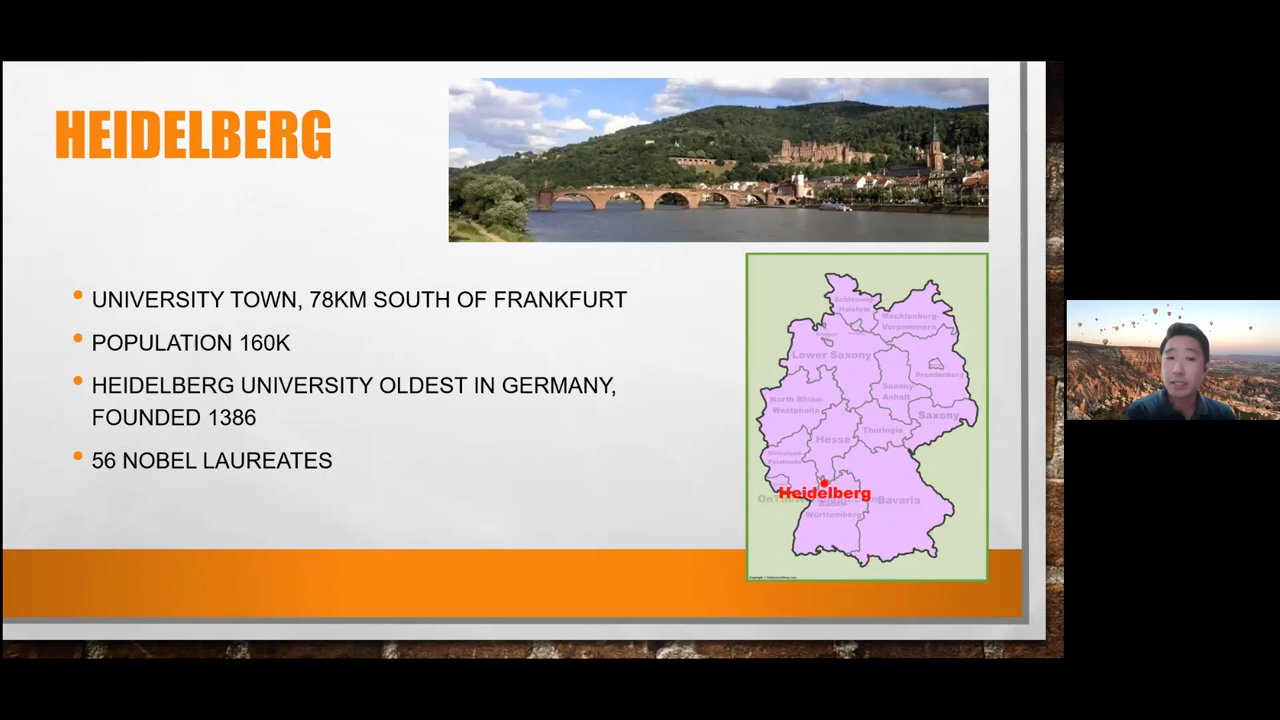 HEIDELBERG
UNIVERSITY TOWN, 78KM SOUTH OF FRANKFURT
POPULATION 160K
HEIDELBERG UNIVERSITY OLDEST IN GERMANY,
FOUNDED 1386
56 NOBEL LAUREATES
Schleswig-
Holstein
Mecklenburg-
Vorpommern
Lower Saxony
Brandenburg
Saxony-
Anhalt
North Rhine-
Westphalia
Saxony
Thuringia
Hesse
Rhineland-
Palatinate
Heidelberg
Bavaria
Baden-
Württemberg